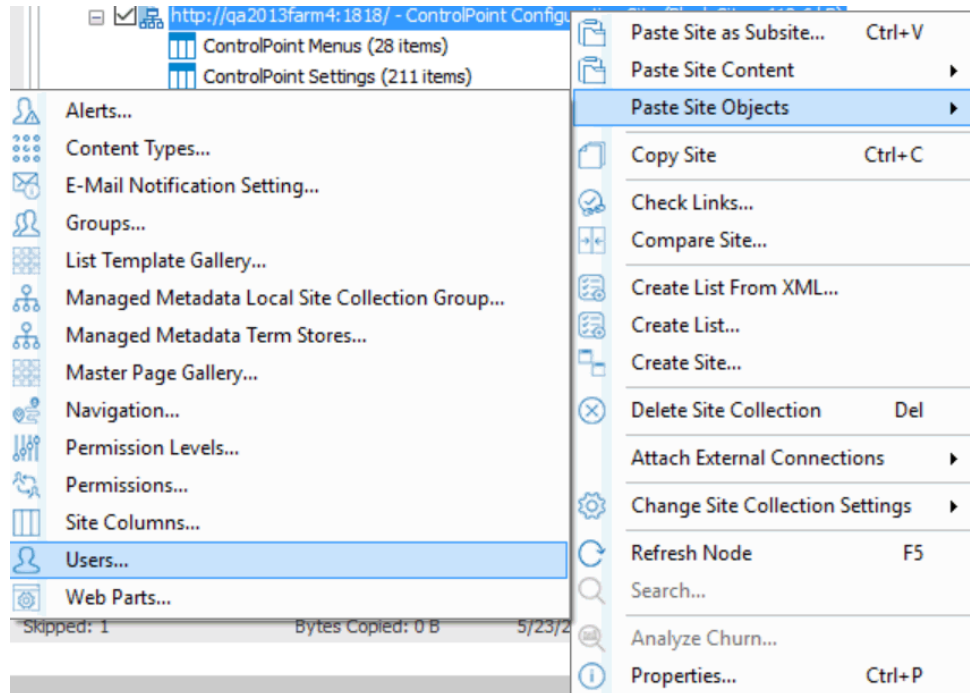 http://qa2013farm4:1818/ - ControlPoint
ControlPoint Menus (28 items)
ControlPoint Settings (211 items)
Alerts...
Content Types...
E-Mail Notification Setting...
Groups...
List Template Gallery...
Managed Metadata Local Site Collection Group...
Managed Metadata Term Stores...
Master Page Gallery...
Navigation...
Permission Levels...
Permissions...
Site Columns...
Users...
Web Parts...
Skipped: 1 Bytes Copied: 0 B 5/23/2
Paste Site as Subsite... Ctrl+V
Paste Site Content
Paste Site Objects
Copy Site Ctrl+C
Check Links...
Compare Site...
Create List From XML...
Create List...
Create Site...
Delete Site Collection Del
Attach External Connections
Change Site Collection Settings
Refresh Node F5
Search...
Analyze Churn...
Properties... Ctrl+P